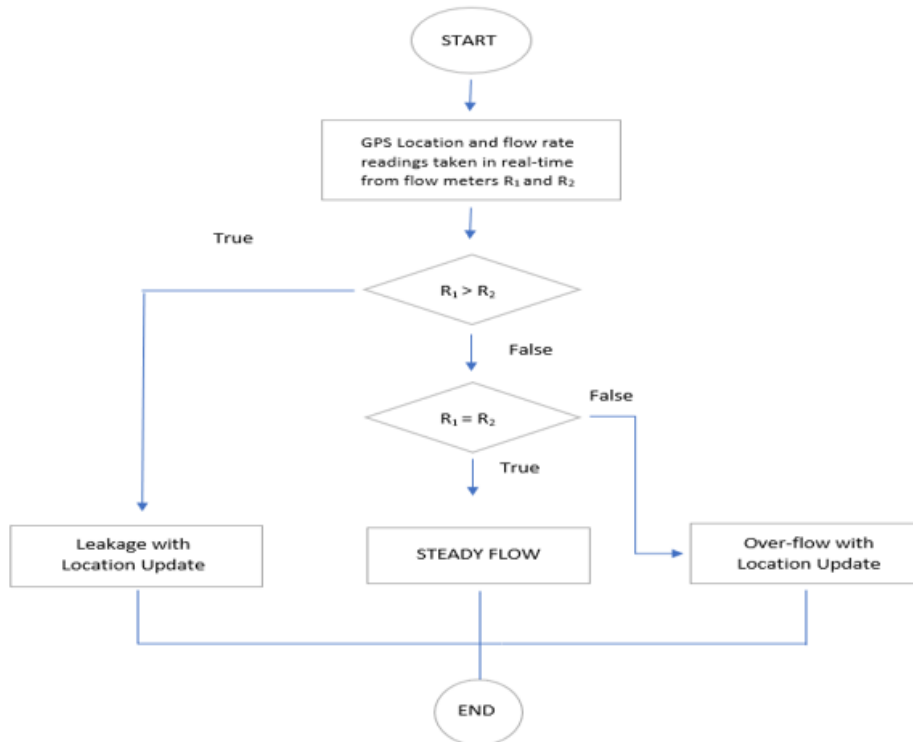 START
GPS Location and flow rate
readings taken in real-time
from flow meters R₁ and R₂
True
R₁ > R₂
False
False
R₁ = R₂
True
Leakage with
Location Update
STEADY FLOW
Over-flow with
Location Update
END